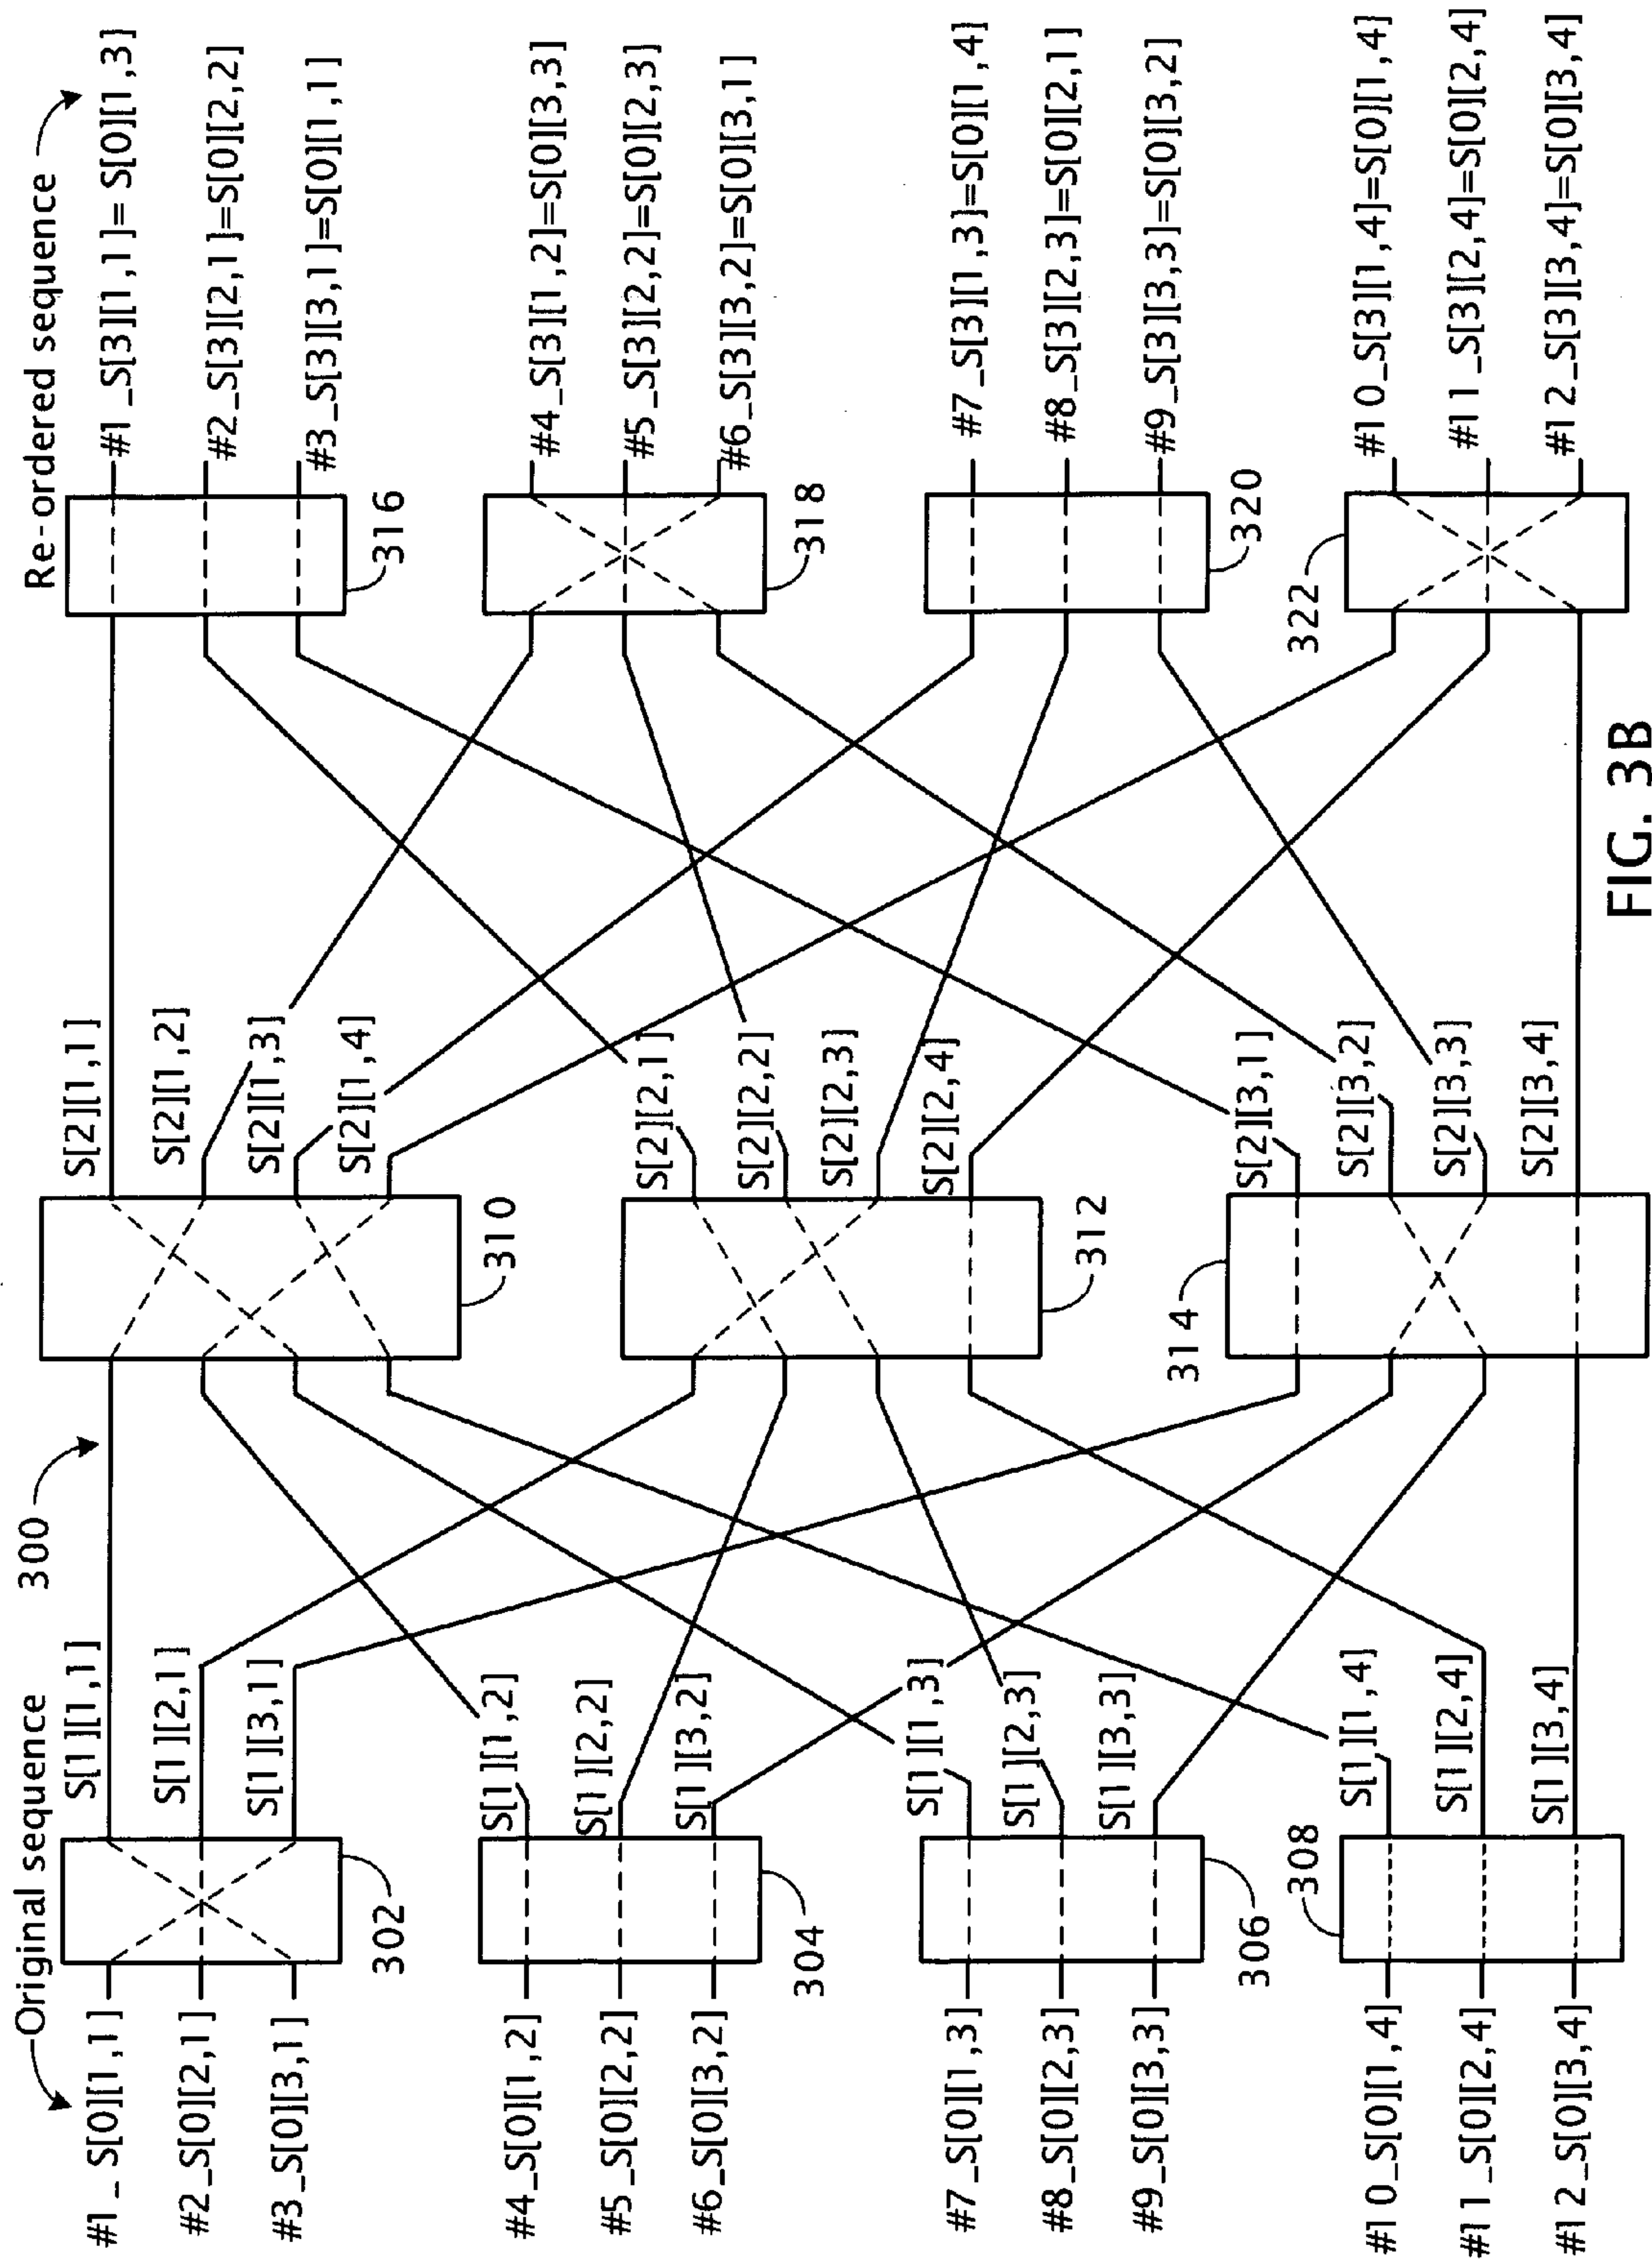 Original sequence
#1_S[0][1,1]
#2_S[0][2,1]
#3_S[0][3,1]
#4_S[0][1,2]
#5_S[0][2,2]
#6_S[0][3,2]
#7_S[0][1,3]
#8_S[0][2,3]
#9_S[0][3,3]
#10_S[0][1,4]
#11_S[0][2,4]
#12_S[0][3,4]
302
304
306
308
S[1][1,1]
S[1][2,1]
S[1][3,1]
S[1][1,2]
S[1][2,2]
S[1][3,2]
S[1][1,3]
S[1][2,3]
S[1][3,3]
S[1][1,4]
S[1][2,4]
S[1][3,4]
300
310
312
314
S[2][1,1]
S[2][1,2]
S[2][1,3]
S[2][1,4]
S[2][2,1]
S[2][2,2]
S[2][2,3]
S[2][2,4]
S[2][3,1]
S[2][3,2]
S[2][3,3]
S[2][3,4]
316
318
320
322
Re-ordered sequence
#1_S[3][1,1]= S[0][1,3]
#2_S[3][2,1]=S[0][2,2]
#3_S[3][3,1]=S[0][1,1]
#4_S[3][1,2]=S[0][3,3]
#5_S[3][2,2]=S[0][2,3]
#6_S[3][3,2]=S[0][3,1]
#7_S[3][1,3]=S[0][1,4]
#8_S[3][2,3]=S[0][2,1]
#9_S[3][3,3]=S[0][3,2]
#10_S[3][1,4]=S[0][1,4]
#11_S[3][2,4]=S[0][2,4]
#12_S[3][3,4]=S[0][3,4]
FIG. 3B